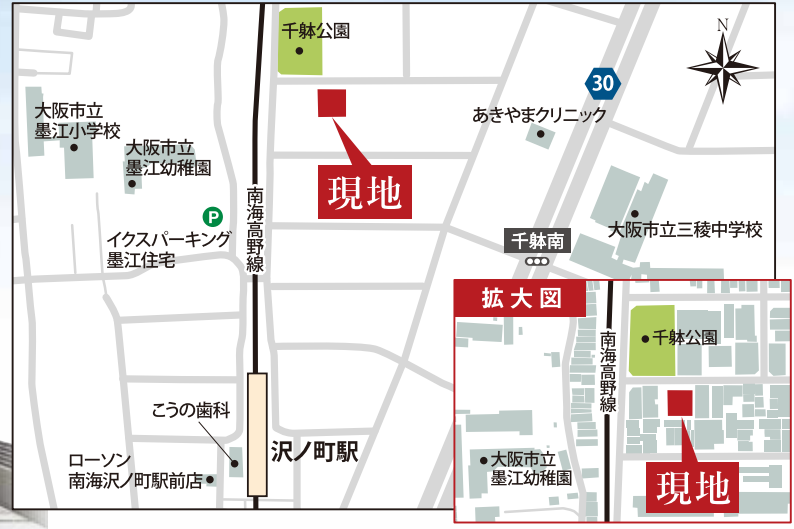 千躰公園
N
30
大阪市立
墨江小学校
あきやまクリニック
大阪市立
墨江幼稚園
現地
南海高野線
P
イクスパーキング
墨江住宅
千躰南
大阪市立三稜中学校
拡大図
千躰公園
南海高野線
こうの歯科
沢ノ町駅
ローソン
南海沢ノ町駅前店
大阪市立
墨江幼稚園
現地